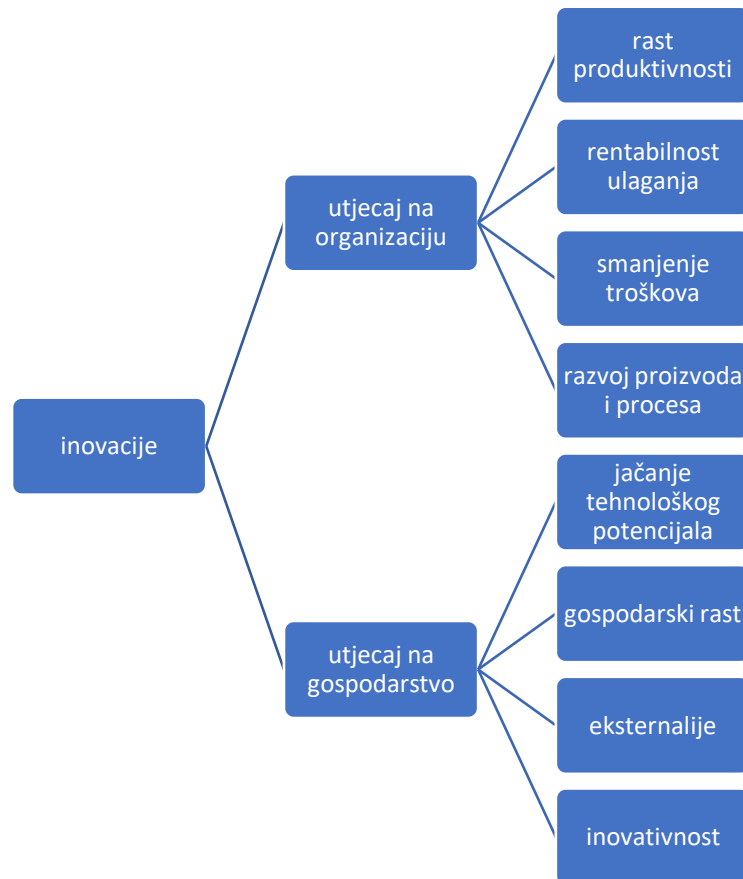 inovacije
utjecaj na
organizaciju
rast
produktivnosti
rentabilnost
ulaganja
smanjenje
troškova
razvoj proizvoda
i procesa
utjecaj na
gospodarstvo
jačanje
tehnološkog
potencijala
gospodarski rast
eksternalije
inovativnost